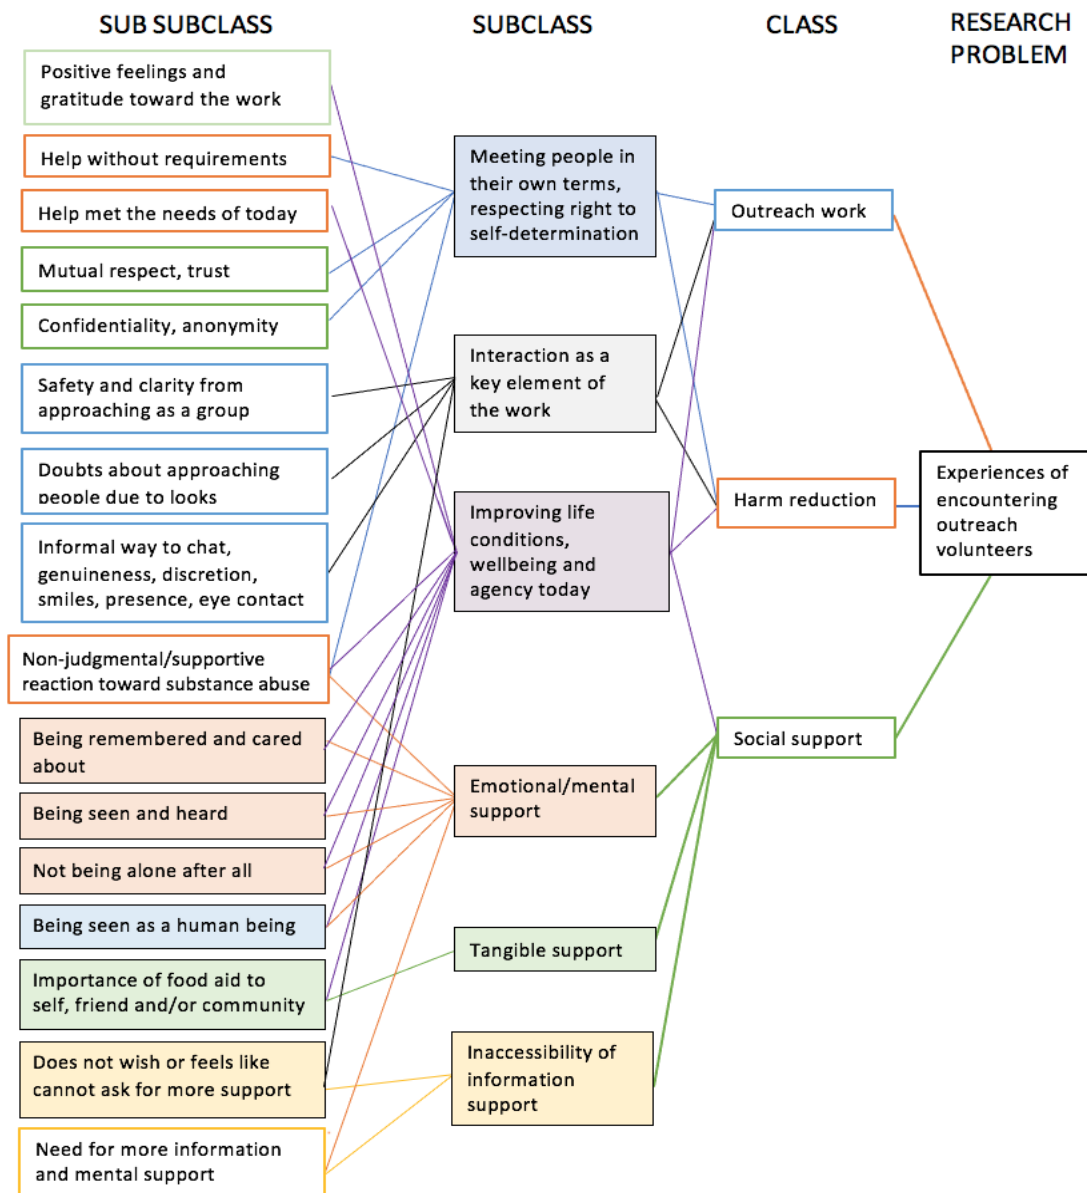 SUB SUBCLASS
SUBCLASS
CLASS
RESEARCH
PROBLEM
Positive feelings and
gratitude toward the work
Help without requirements
Help met the needs of today
Mutual respect, trust
Confidentiality, anonymity
Safety and clarity from
approaching as a group
Doubts about approaching
people due to looks
Informal way to chat,
genuineness, discretion,
smiles, presence, eye contact
Non-judgmental/supportive
reaction toward substance abuse
Being remembered and cared
about
Being seen and heard
Not being alone after all
Being seen as a human being
Importance of food aid to
self, friend and/or community
Does not wish or feels like
cannot ask for more support
Need for more information
and mental support
Meeting people in
their own terms,
respecting right to
self-determination
Interaction as a
key element of
the work
Improving life
conditions,
wellbeing and
agency today
Emotional/mental
support
Tangible support
Inaccessibility of
information
support
Outreach work
Harm reduction
Social support
Experiences of
encountering
outreach
volunteers